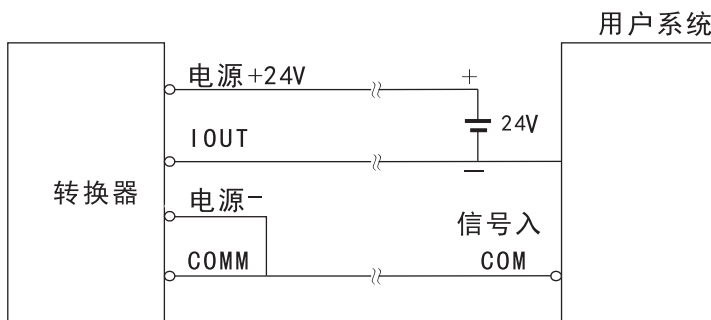 用户系统
电源+24V
+
24V
IOUT
—
转换器
电源-
信号入
COMM
COM